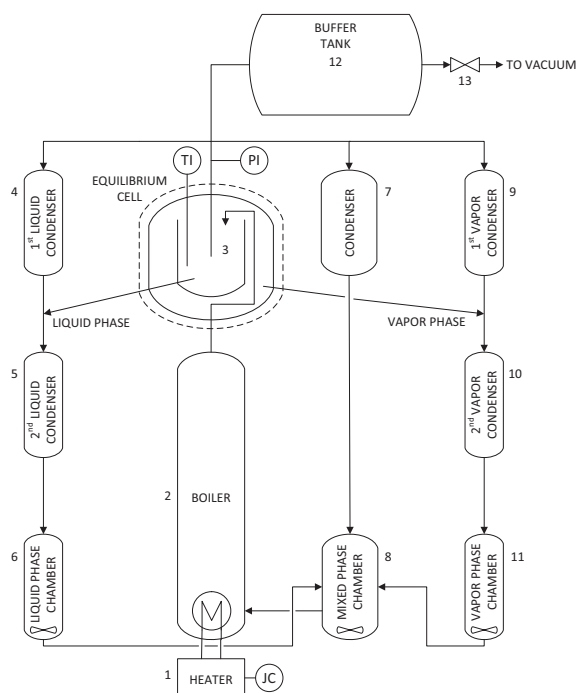 BUFFER
TANK
12
TO VACUUM
13
TI
PI
EQUILIBRIUM
CELL
4
1st LIQUID
CONDENSER
3
7
CONDENSER
9
1st VAPOR
CONDENSER
LIQUID PHASE
VAPOR PHASE
5
2nd LIQUID
CONDENSER
10
2nd VAPOR
CONDENSER
2
BOILER
6
LIQUID PHASE
CHAMBER
8
MIXED PHASE
CHAMBER
11
VAPOR PHASE
CHAMBER
M
1
HEATER
JC